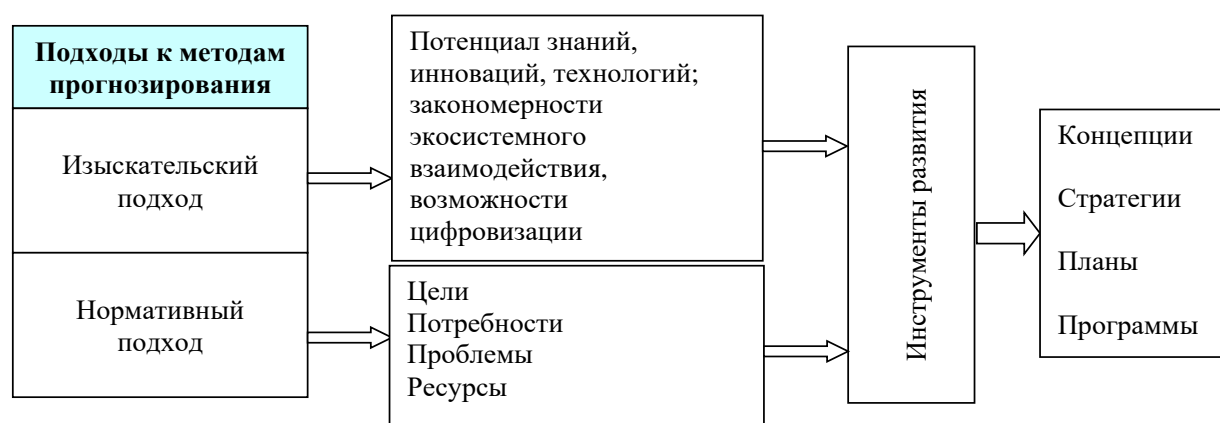 Подходы к методам
прогнозирования
Изыскательский
подход
Нормативный
подход
Потенциал знаний,
инноваций, технологий;
закономерности
экосистемного
взаимодействия,
возможности
цифровизации
Цели
Потребности
Проблемы
Ресурсы
Инструменты развития
Концепции
Стратегии
Планы
Программы